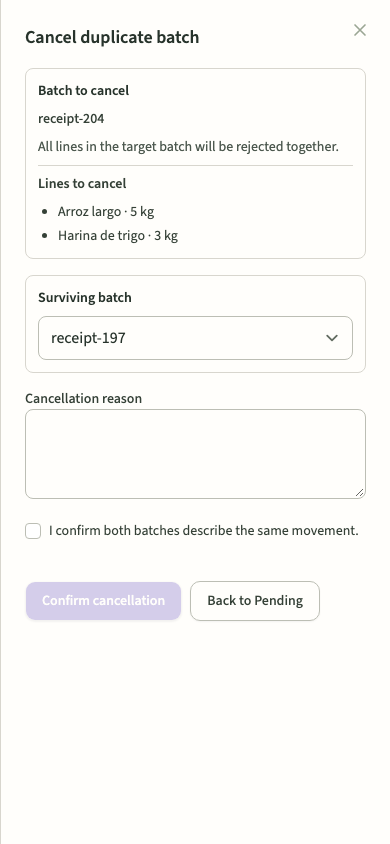 Cancel duplicate batch
Batch to cancel
receipt-204
All lines in the target batch will be rejected together.
Lines to cancel
Arroz largo · 5 kg
Harina de trigo · 3 kg
Surviving batch
receipt-197
Cancellation reason
I confirm both batches describe the same movement.
Confirm cancellation
Back to Pending